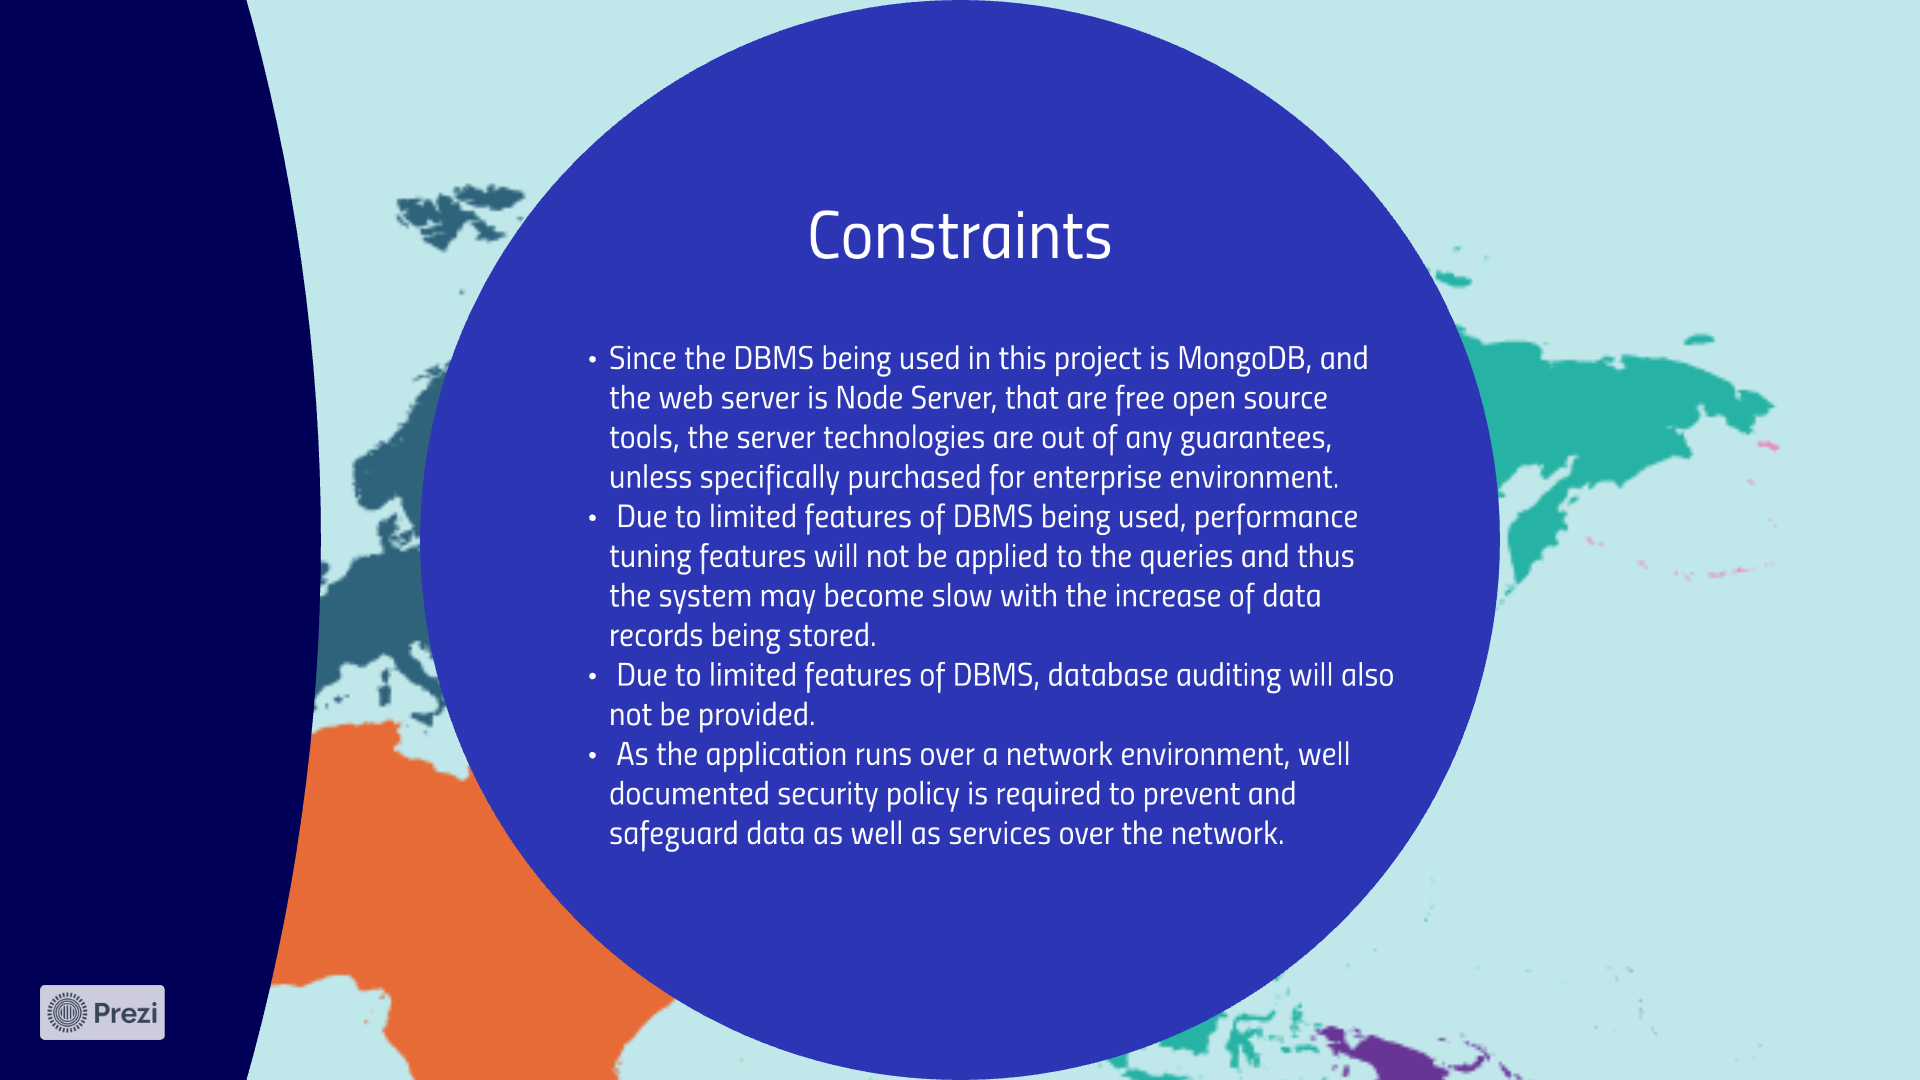 Constraints
• Since the DBMS being used in this project is MongoDB, and
the web server is Node Server, that are free open source
tools, the server technologies are out of any guarantees,
unless specifically purchased for enterprise environment.
• Due to limited features of DBMS being used, performance
tuning features will not be applied to the queries and thus
the system may become slow with the increase of data
records being stored.
• Due to limited features of DBMS, database auditing will also
not be provided.
• As the application runs over a network environment, well
documented security policy is required to prevent and
safeguard data as well as services over the network.
Prezi